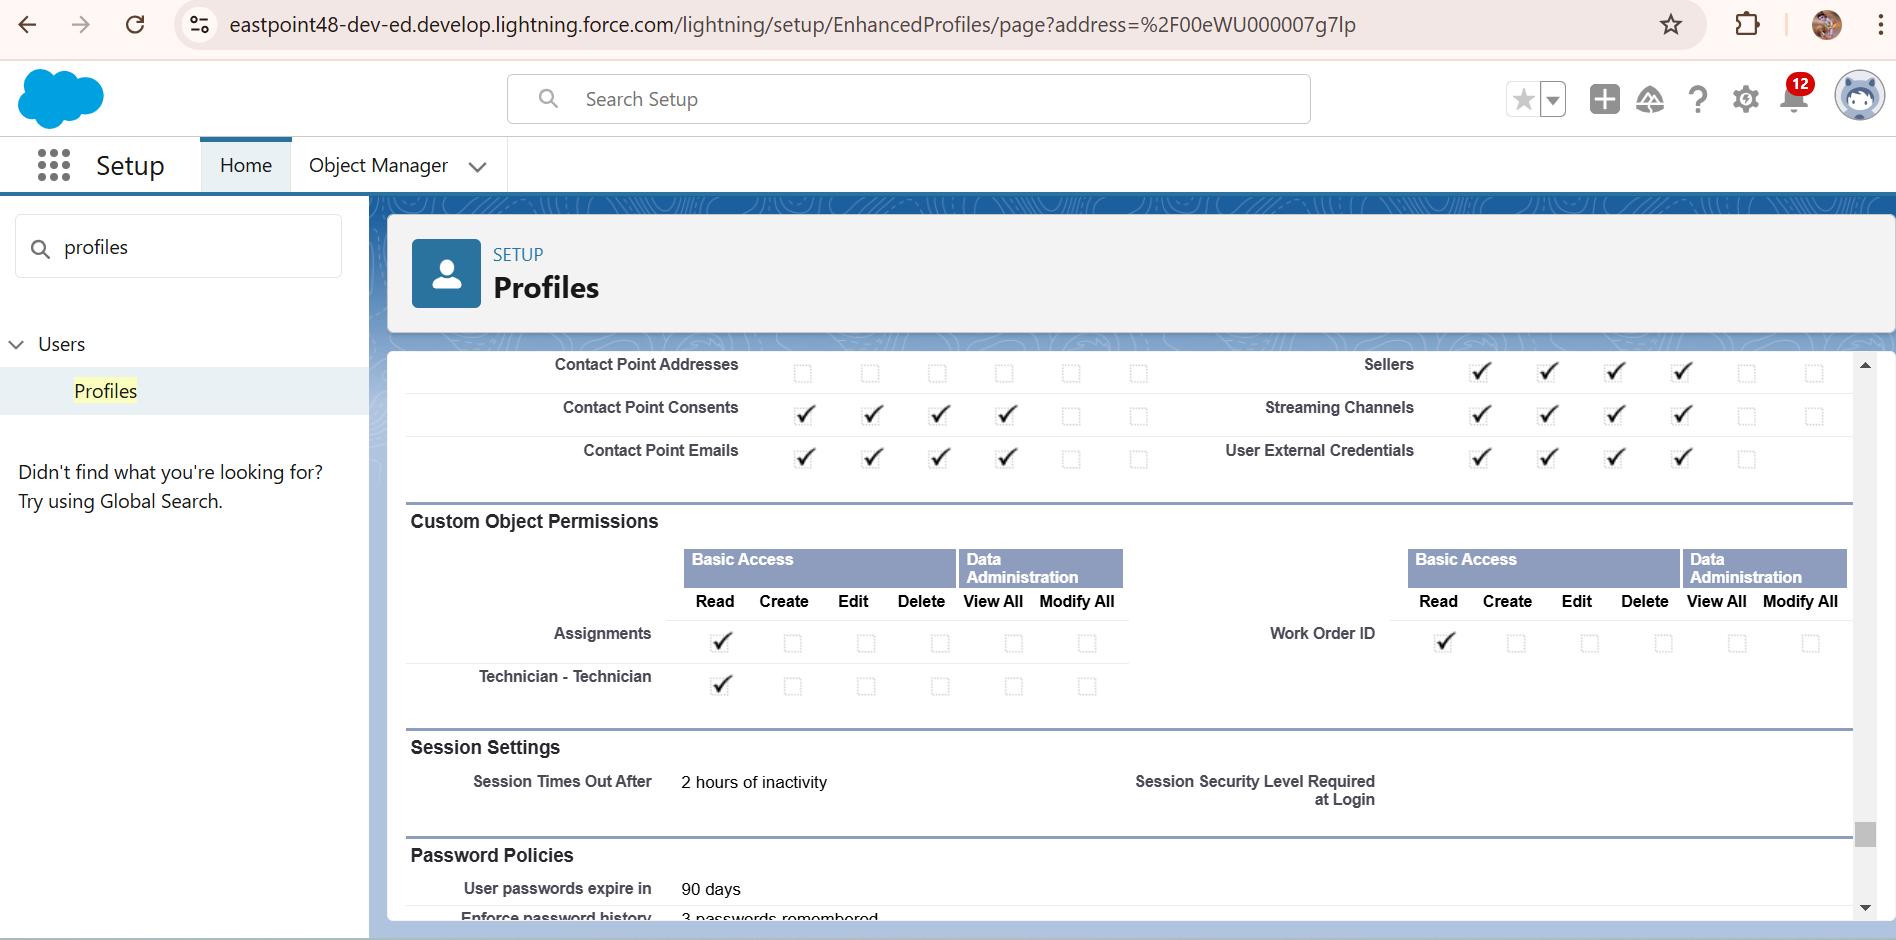 eastpoint48-dev-ed.develop.lightning.force.com/lightning/setup/EnhancedProfiles/page?address=%2F00eWU000007g7lp
Search Setup
12
Setup
Home
Object Manager
profiles
Users
Profiles
Didn't find what you're looking for?
Try using Global Search.
SETUP
Profiles
Contact Point Addresses
Sellers
Contact Point Consents
Streaming Channels
Contact Point Emails
User External Credentials
Custom Object Permissions
Basic Access
Data
Administration
Basic Access
Data
Administration
Read Create Edit Delete View All Modify All
Read Create Edit Delete View All Modify All
Assignments
Work Order ID
Technician - Technician
Session Settings
Session Times Out After 2 hours of inactivity
Session Security Level Required
at Login
Password Policies
User passwords expire in 90 days
Enforce password history 3 passwords remembered